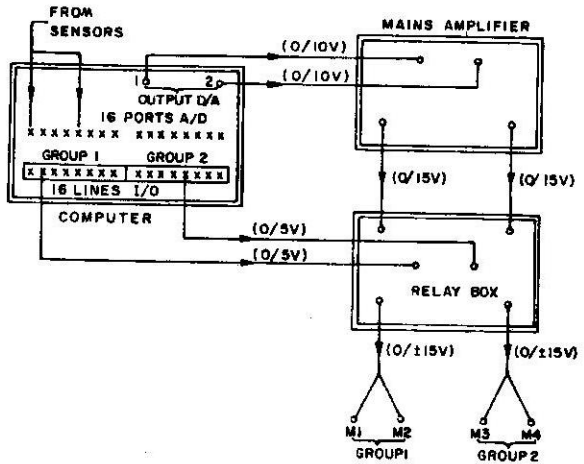 FROM
SENSORS
MAINS AMPLIFIER
(0/10V)
(0/10V)
1 2
OUTPUT D/A
16 PORTS A/D
x x x x x x x x x x x x x x x x
GROUP 1 GROUP 2
x x x x x x x x x x x x x x x x
16 LINES I/O
COMPUTER
(0/15V) (0/15V)
(0/5V)
(0/5V)
RELAY BOX
(0/±15V) (0/±15V)
M1 M2 M3 M4
GROUP1 GROUP 2